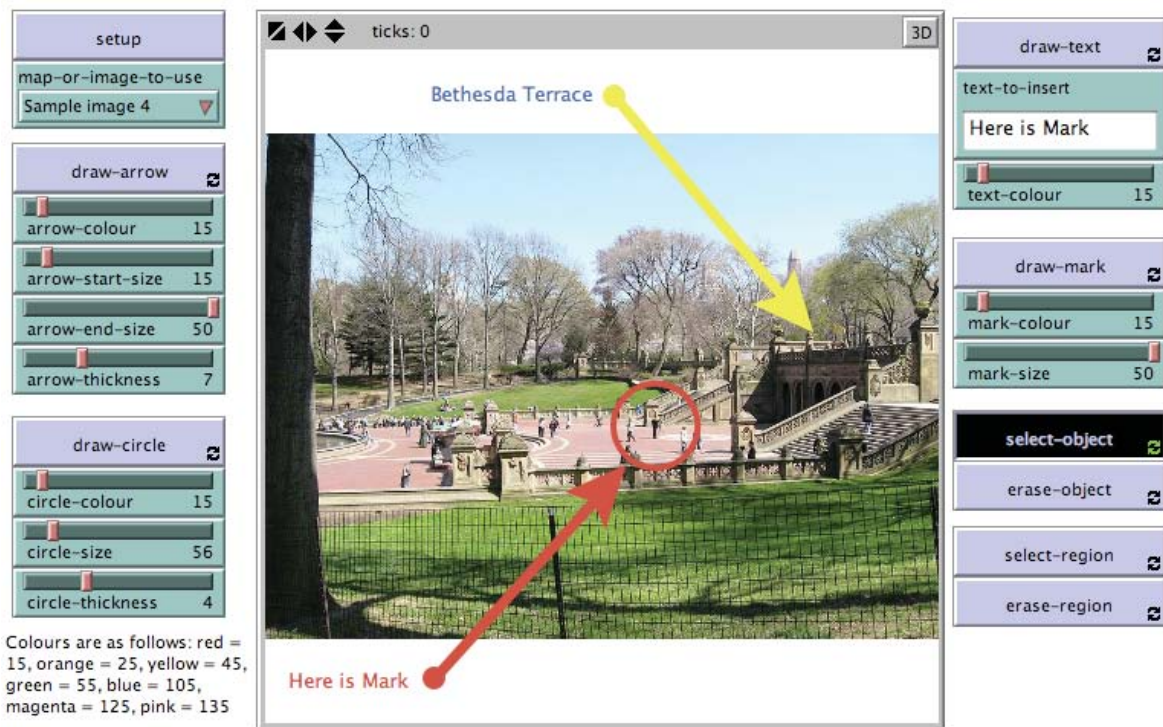 setup
map-or-image-to-use
Sample image 4
draw-arrow
arrow-colour 15
arrow-start-size 15
arrow-end-size 50
arrow-thickness 7
draw-circle
circle-colour 15
circle-size 56
circle-thickness 4
Colours are as follows: red =
15, orange = 25, yellow = 45,
green = 55, blue = 105,
magenta = 125, pink = 135
ticks: 0
3D
Bethesda Terrace
Here is Mark
draw-text
text-to-insert
Here is Mark
text-colour 15
draw-mark
mark-colour 15
mark-size 50
select-object
erase-object
select-region
erase-region